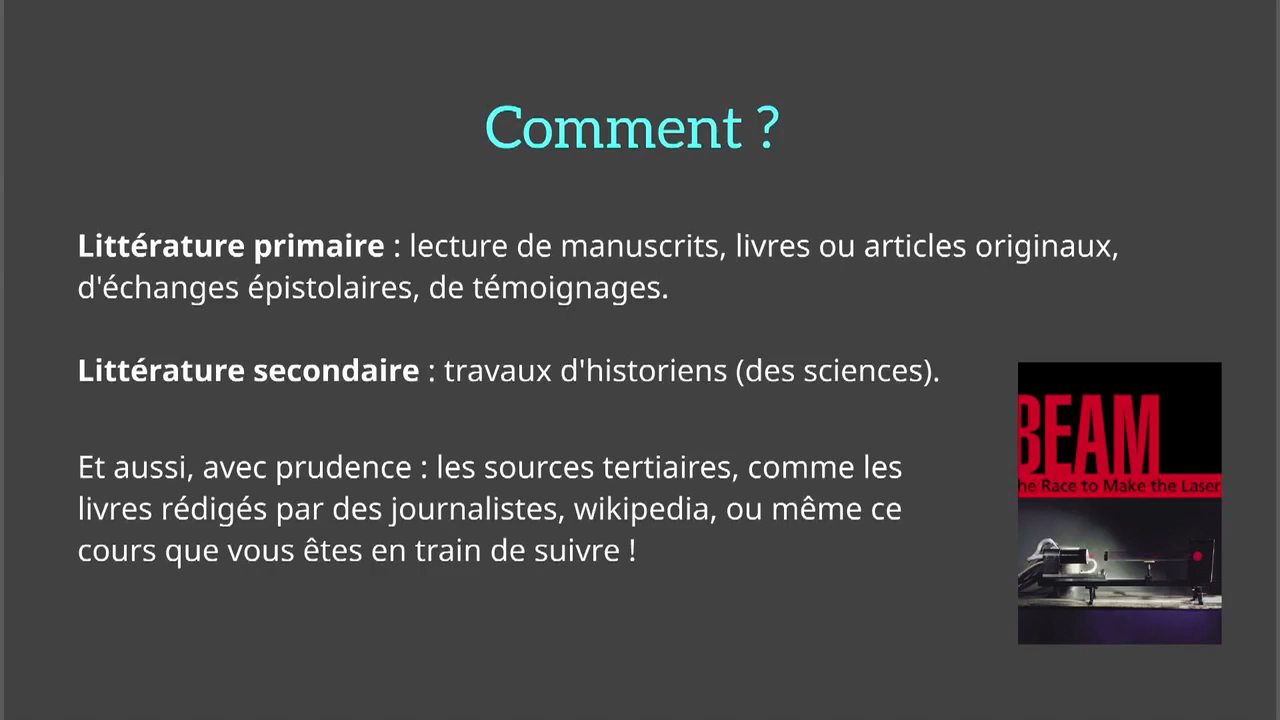 Comment ?
Littérature primaire : lecture de manuscrits, livres ou articles originaux,
d'échanges épistolaires, de témoignages.
Littérature secondaire : travaux d'historiens (des sciences).
Et aussi, avec prudence : les sources tertiaires, comme les
livres rédigés par des journalistes, wikipedia, ou même ce
cours que vous êtes en train de suivre !
BEAM
he Race to Make the Laser